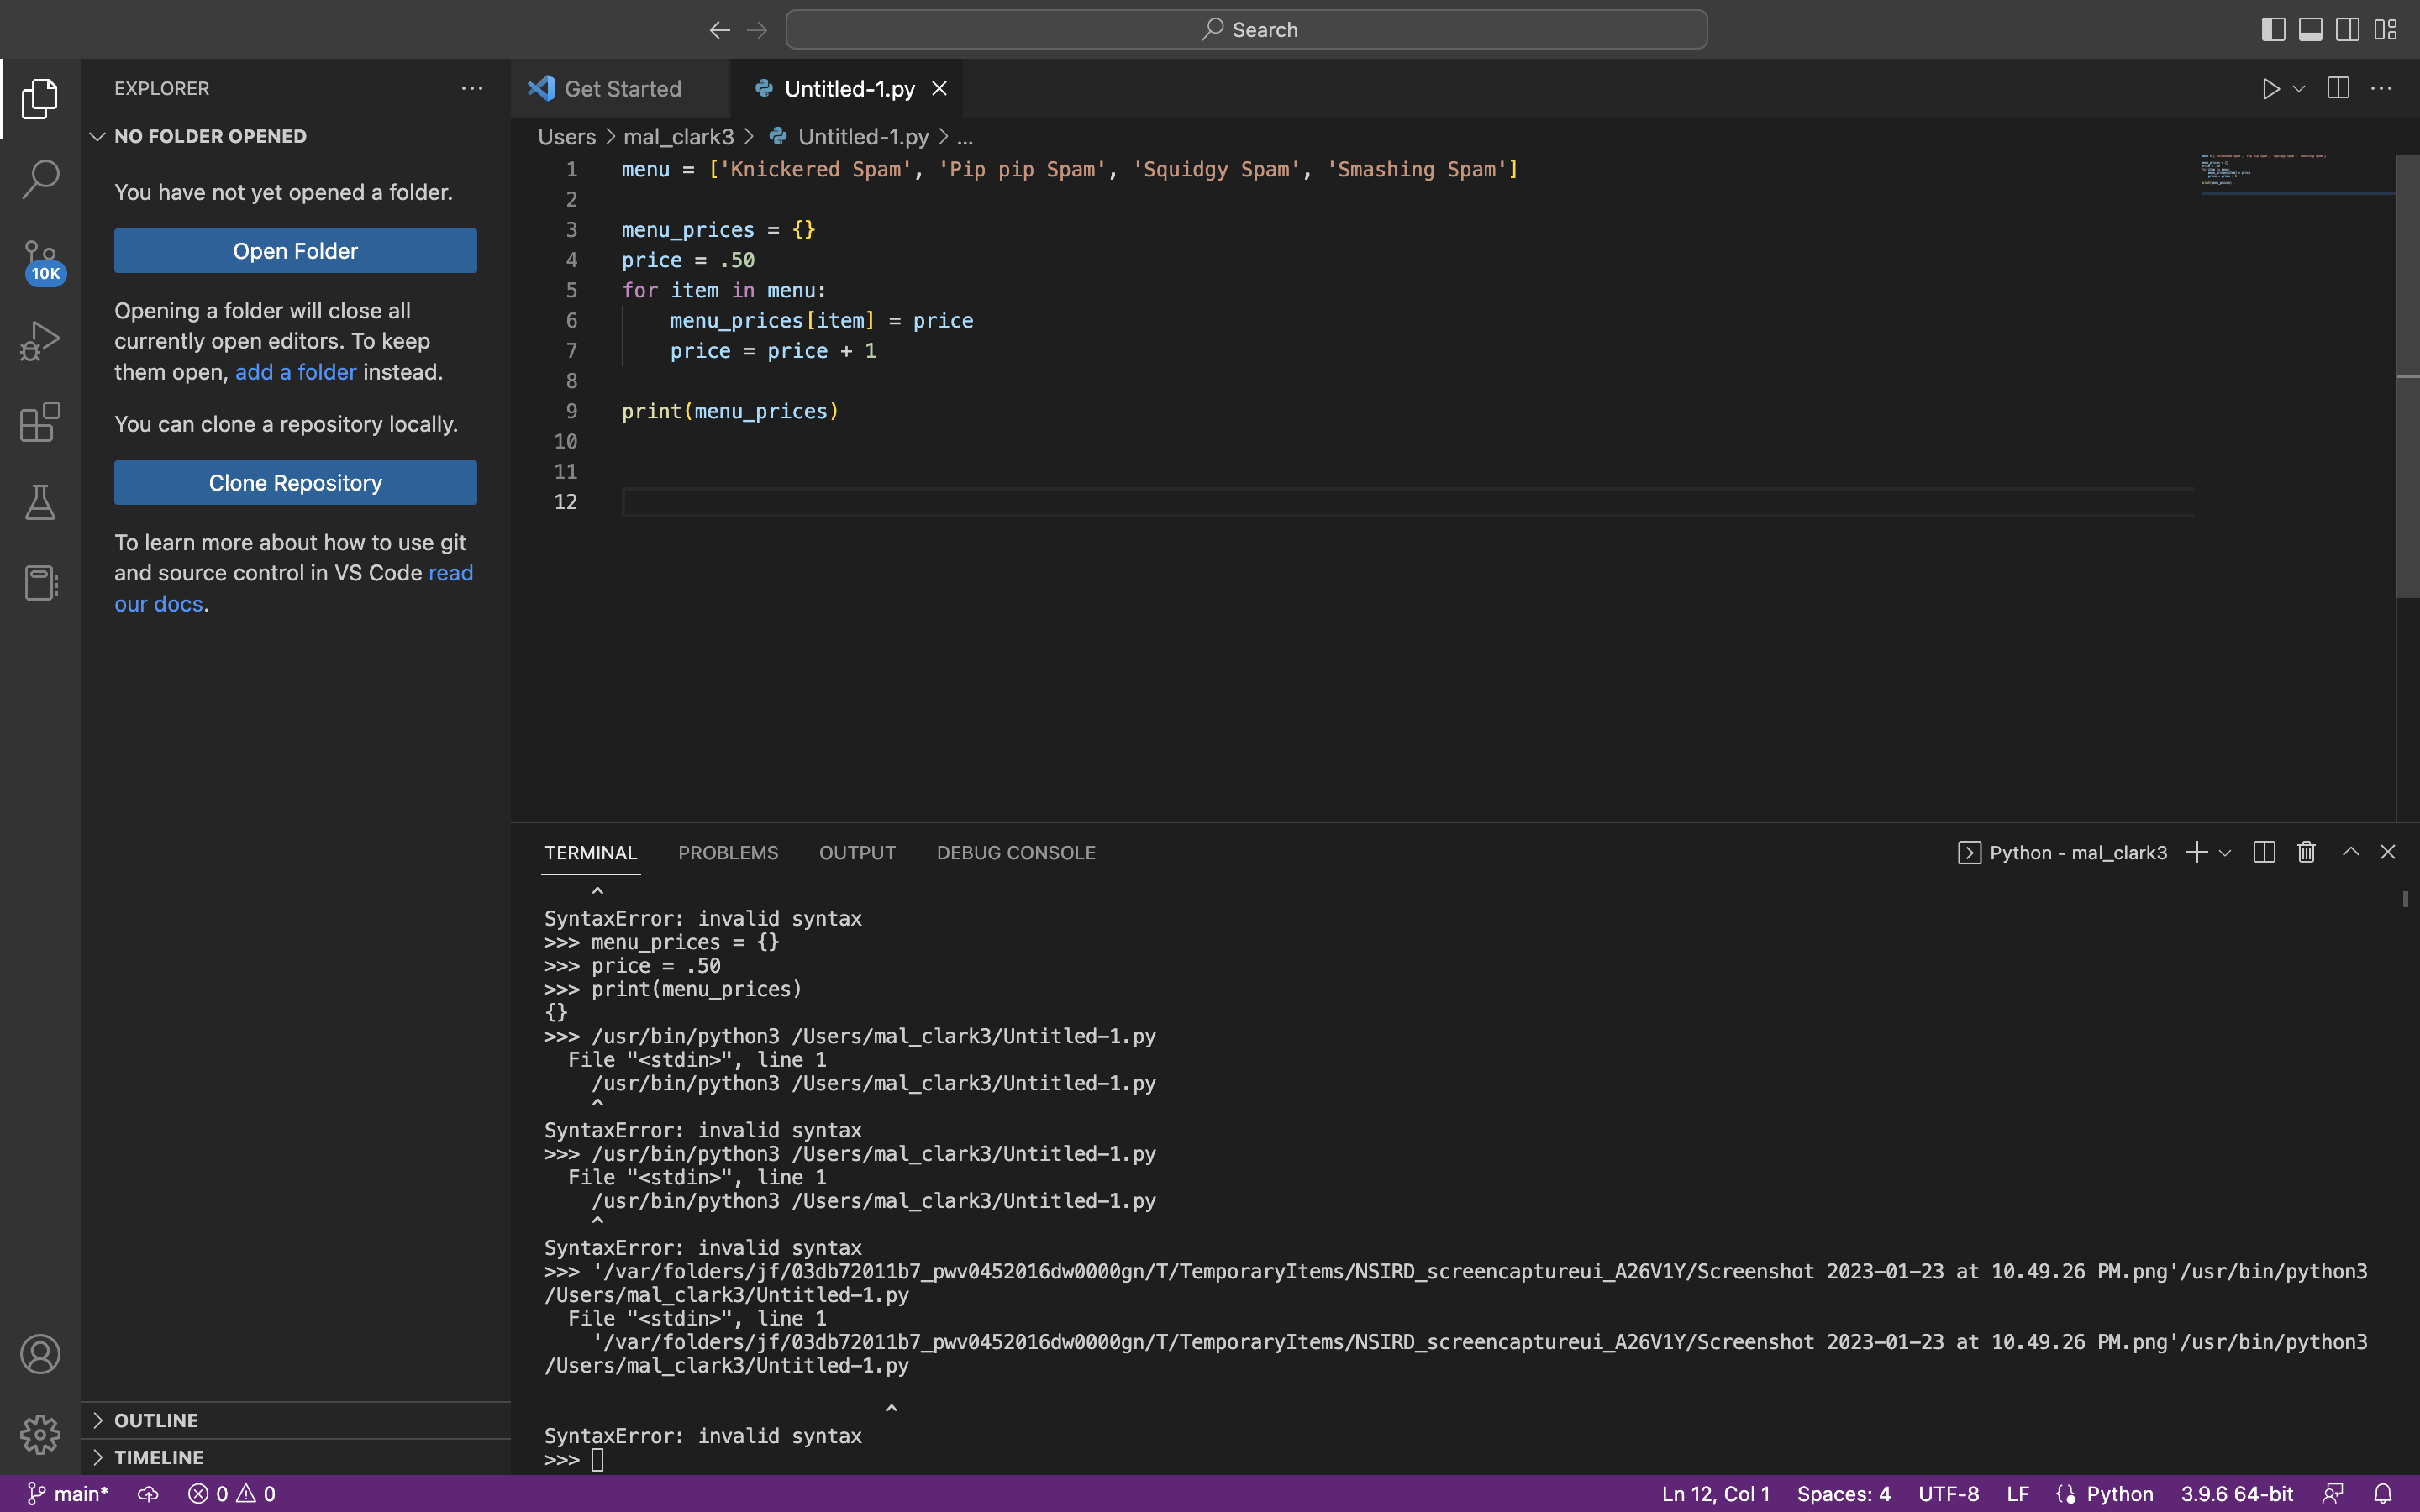 Search
EXPLORER
NO FOLDER OPENED
You have not yet opened a folder.
Open Folder
Opening a folder will close all
currently open editors. To keep
them open, add a folder instead.
You can clone a repository locally.
Clone Repository
To learn more about how to use git
and source control in VS Code read
our docs.
10K
OUTLINE
TIMELINE
Get Started
Untitled-1.py
Users > mal_clark3 > Untitled-1.py > ...
1 menu = ['Knickered Spam', 'Pip pip Spam', 'Squidgy Spam', 'Smashing Spam']
2
3 menu_prices = {}
4 price = .50
5 for item in menu:
6     menu_prices[item] = price
7     price = price + 1
8
9 print(menu_prices)
10
11
12
TERMINAL PROBLEMS OUTPUT DEBUG CONSOLE
Python - mal_clark3
    ^
SyntaxError: invalid syntax
>>> menu_prices = {}
>>> price = .50
>>> print(menu_prices)
{}
>>> /usr/bin/python3 /Users/mal_clark3/Untitled-1.py
  File "<stdin>", line 1
    /usr/bin/python3 /Users/mal_clark3/Untitled-1.py
    ^
SyntaxError: invalid syntax
>>> /usr/bin/python3 /Users/mal_clark3/Untitled-1.py
  File "<stdin>", line 1
    /usr/bin/python3 /Users/mal_clark3/Untitled-1.py
    ^
SyntaxError: invalid syntax
>>> '/var/folders/jf/03db72011b7_pwv0452016dw0000gn/T/TemporaryItems/NSIRD_screencaptureui_A26V1Y/Screenshot 2023-01-23 at 10.49.26 PM.png'/usr/bin/python3
/Users/mal_clark3/Untitled-1.py
  File "<stdin>", line 1
    '/var/folders/jf/03db72011b7_pwv0452016dw0000gn/T/TemporaryItems/NSIRD_screencaptureui_A26V1Y/Screenshot 2023-01-23 at 10.49.26 PM.png'/usr/bin/python3
/Users/mal_clark3/Untitled-1.py
^
SyntaxError: invalid syntax
>>>
main* 0 0
Ln 12, Col 1 Spaces: 4 UTF-8 LF Python 3.9.6 64-bit